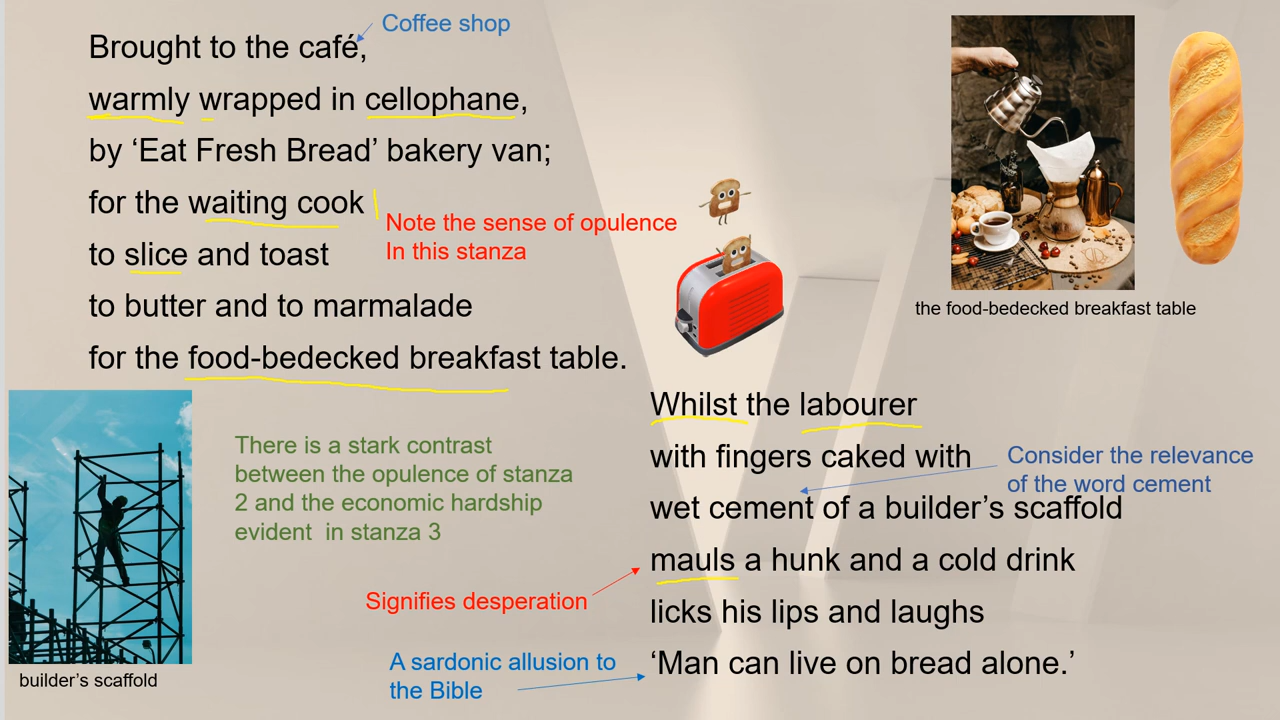 Coffee shop
Brought to the café,
warmly wrapped in cellophane,
by ‘Eat Fresh Bread’ bakery van;
for the waiting cook
to slice and toast
to butter and to marmalade
for the food-bedecked breakfast table.
Note the sense of opulence
In this stanza
the food-bedecked breakfast table
There is a stark contrast
between the opulence of stanza
2 and the economic hardship
evident in stanza 3
builder’s scaffold
Whilst the labourer
with fingers caked with
wet cement of a builder’s scaffold
mauls a hunk and a cold drink
licks his lips and laughs
‘Man can live on bread alone.’
Consider the relevance
of the word cement
Signifies desperation
A sardonic allusion to
the Bible